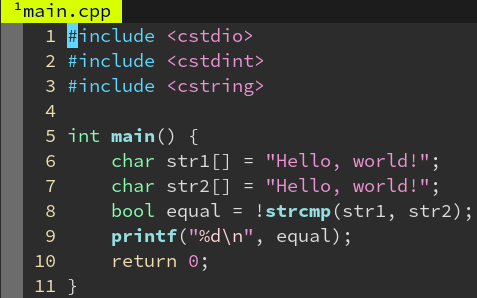 ¹main.cpp
1 #include <cstdio>
2 #include <cstdint>
3 #include <cstring>
4
5 int main() {
6     char str1[] = "Hello, world!";
7     char str2[] = "Hello, world!";
8     bool equal = !strcmp(str1, str2);
9     printf("%d\n", equal);
10     return 0;
11 }